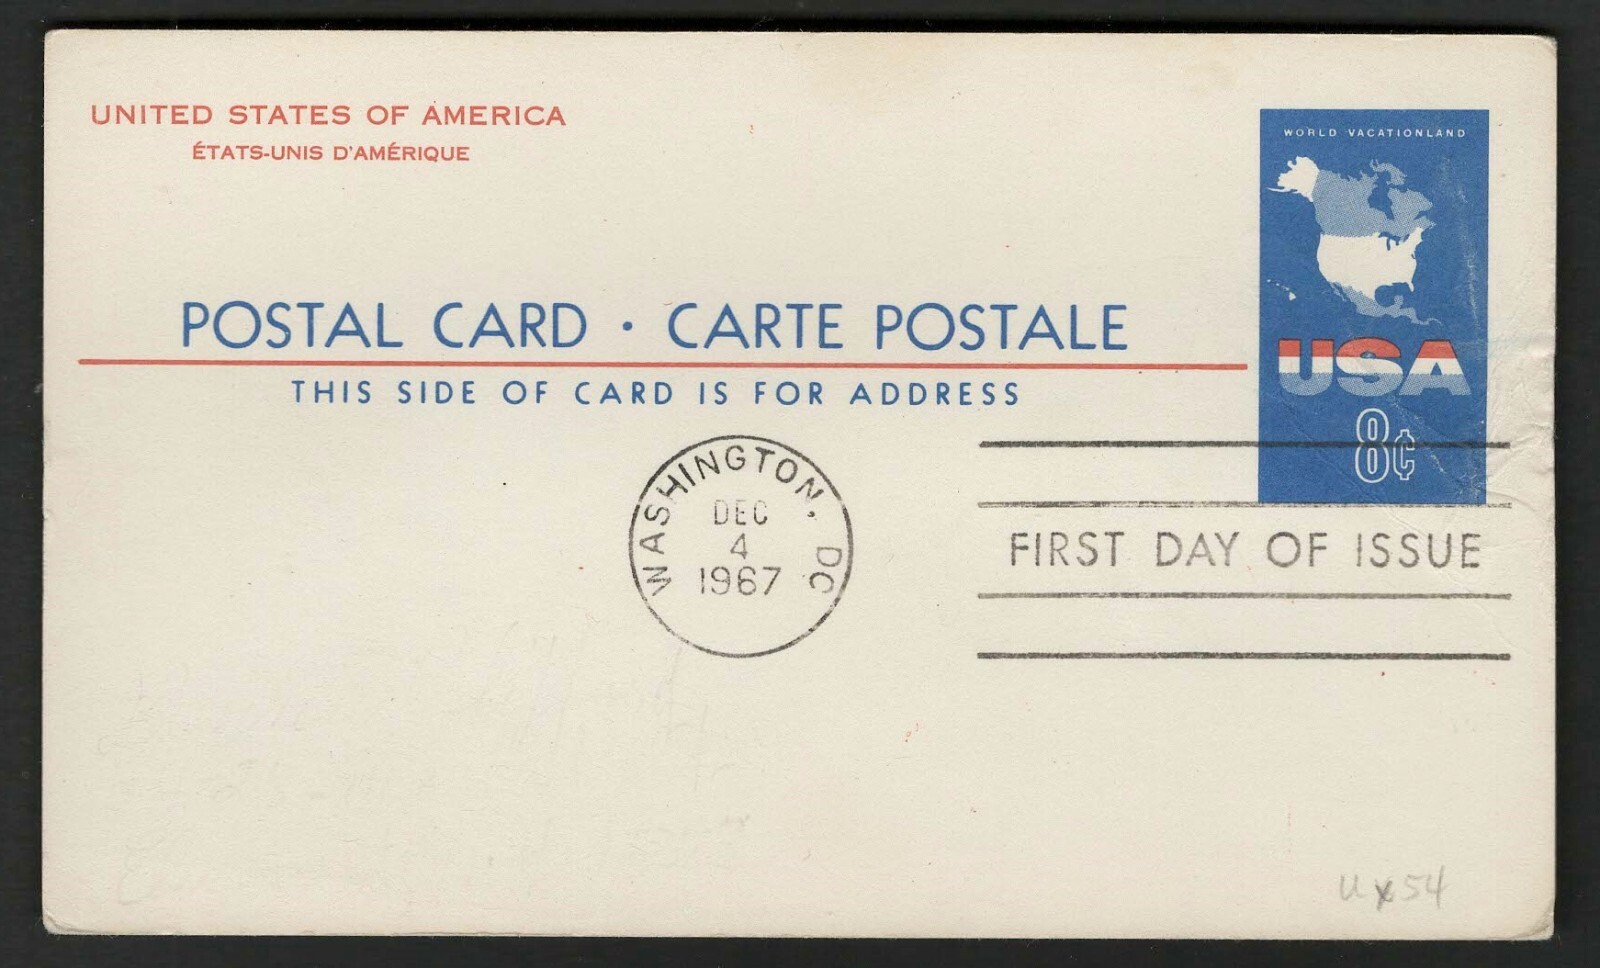 UNITED STATES OF AMERICA
ÉTATS-UNIS D'AMÉRIQUE
WORLD VACATIONLAND
POSTAL CARD · CARTE POSTALE
USA
THIS SIDE OF CARD IS FOR ADDRESS
8¢
WASHINGTON, DC
DEC
4
1967
FIRST DAY OF ISSUE
Ux54